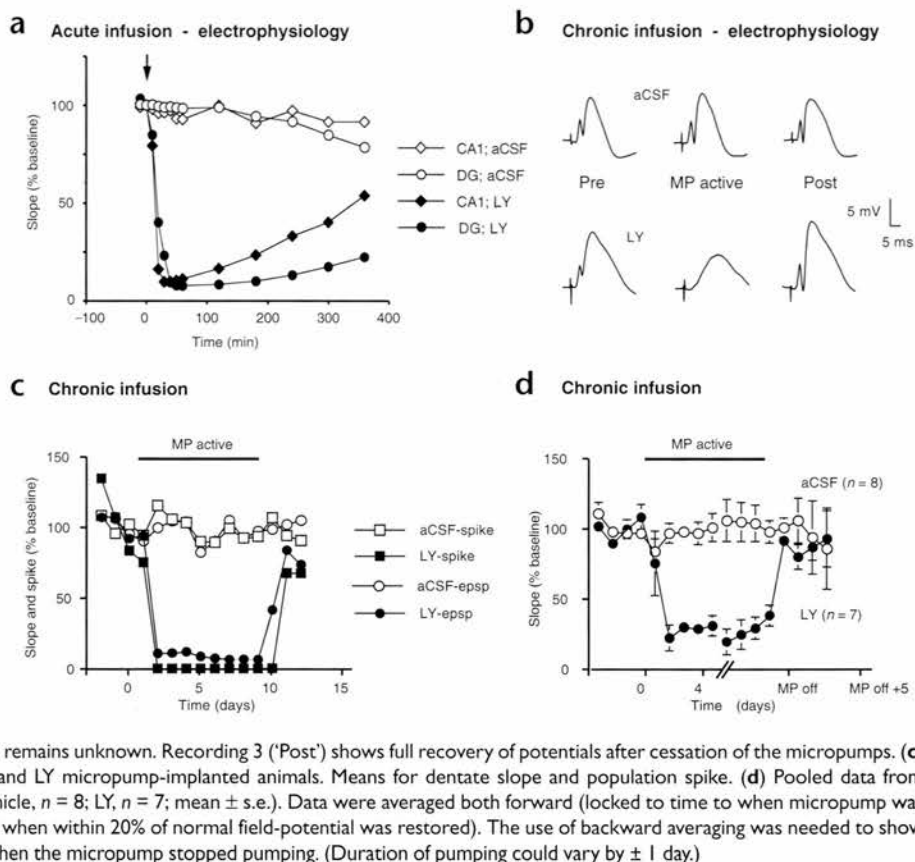 a Acute infusion - electrophysiology
Slope (% baseline)
100
50
0
–100 0 100 200 300 400
Time (min)
CA1; aCSF
DG; aCSF
CA1; LY
DG; LY
b Chronic infusion - electrophysiology
aCSF
Pre MP active Post
LY
5 mV
5 ms
c Chronic infusion
MP active
Slope and spike (% baseline)
150
100
50
0
0 5 10 15
Time (days)
aCSF-spike
LY-spike
aCSF-epsp
LY-epsp
d Chronic infusion
MP active
Slope (% baseline)
150
100
50
0
aCSF (n = 8)
LY (n = 7)
0 4 MP off MP off +5
Time (days)
remains unknown. Recording 3 (‘Post’) shows full recovery of potentials after cessation of the micropumps. (c
and LY micropump-implanted animals. Means for dentate slope and population spike. (d) Pooled data from
nicle, n = 8; LY, n = 7; mean ± s.e.). Data were averaged both forward (locked to time to when micropump wa
when within 20% of normal field-potential was restored). The use of backward averaging was needed to show
hen the micropump stopped pumping. (Duration of pumping could vary by ± 1 day.)